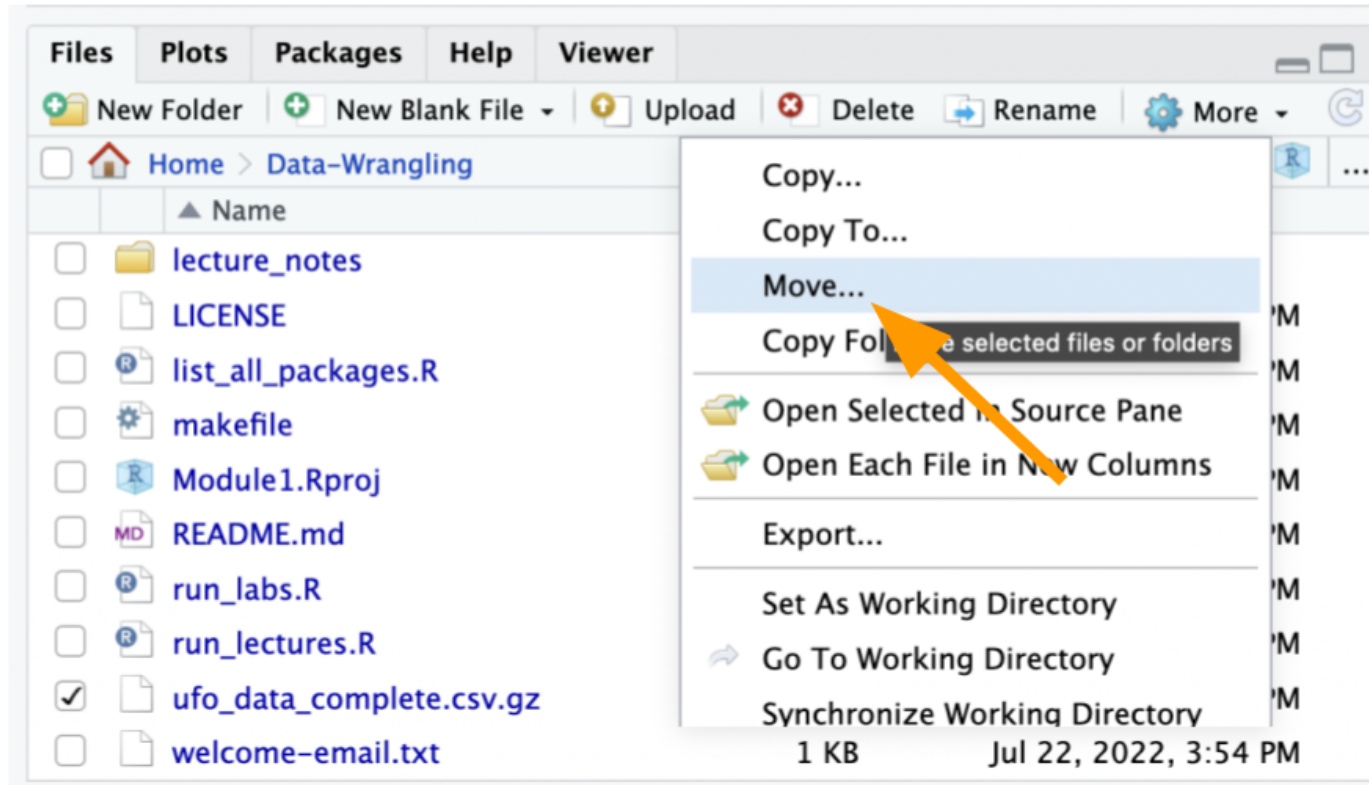 Files Plots Packages Help Viewer
New Folder New Blank File Upload Delete Rename More
Home > Data-Wrangling R ...
Name
lecture_notes
LICENSE
list_all_packages.R
makefile
Module1.Rproj
README.md
run_labs.R
run_lectures.R
ufo_data_complete.csv.gz
welcome-email.txt 1 KB Jul 22, 2022, 3:54 PM
Copy...
Copy To...
Move...
Copy
selected files or folders
Open Selected in Source Pane
Open Each File in New Columns
Export...
Set As Working Directory
Go To Working Directory
Synchronize Working Directory